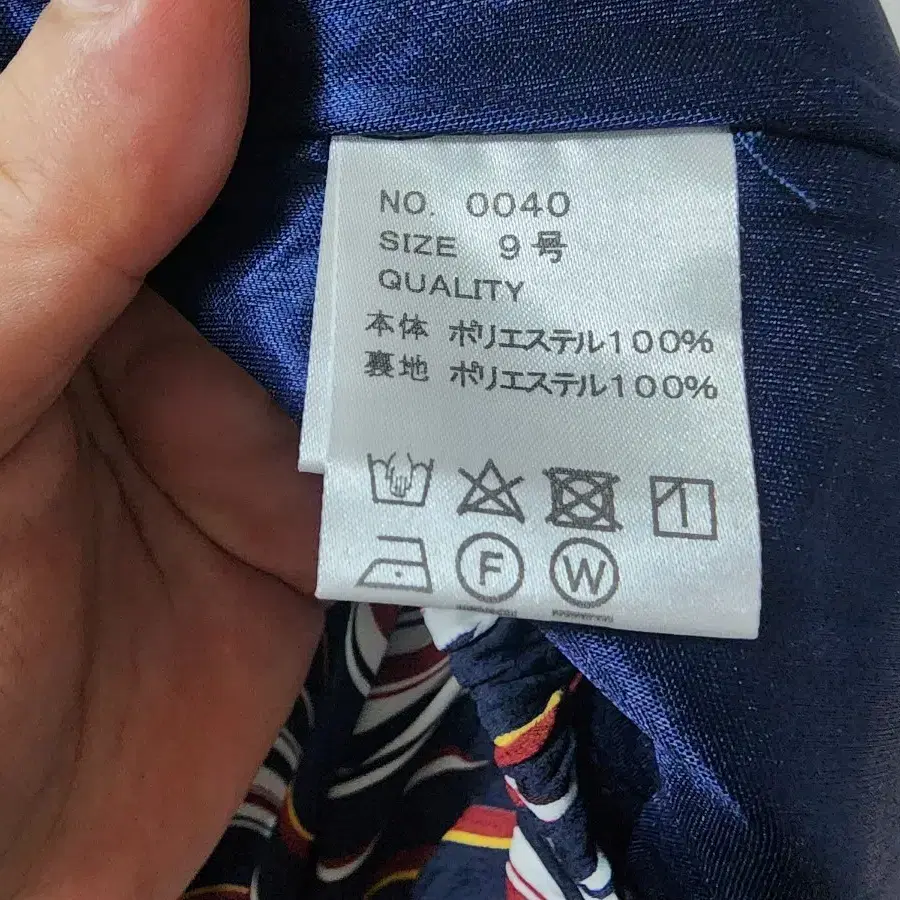 NO. 0040
SIZE 9号
QUALITY
本体 ポリエステル100%
裏地 ポリエステル100%
F W